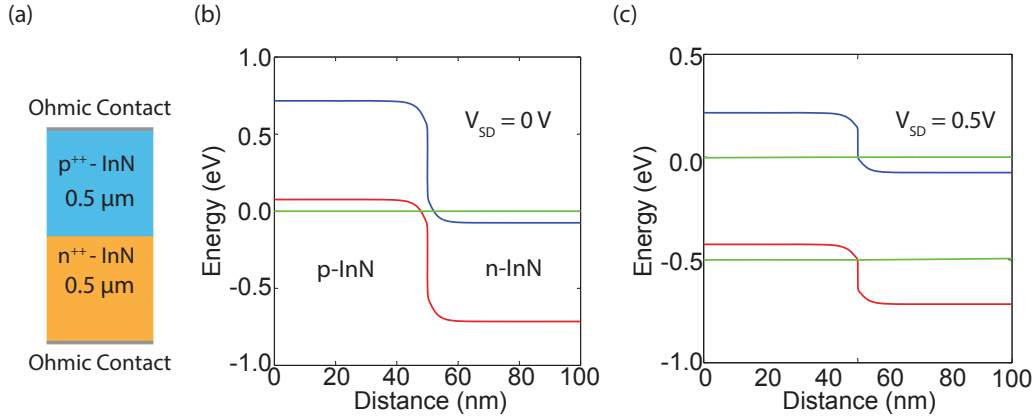 (a)
Ohmic Contact
p++- InN
0.5 μm
n++-InN
0.5 μm
Ohmic Contact
(b)
1.0
0.5
0.0
-0.5
-1.0
Energy (eV)
V_SD = 0 V
p-InN
n-InN
0 20 40 60 80 100
Distance (nm)
(c)
0.5
0.0
-0.5
-1.0
Energy (eV)
V_SD = 0.5V
0 20 40 60 80 100
Distance (nm)